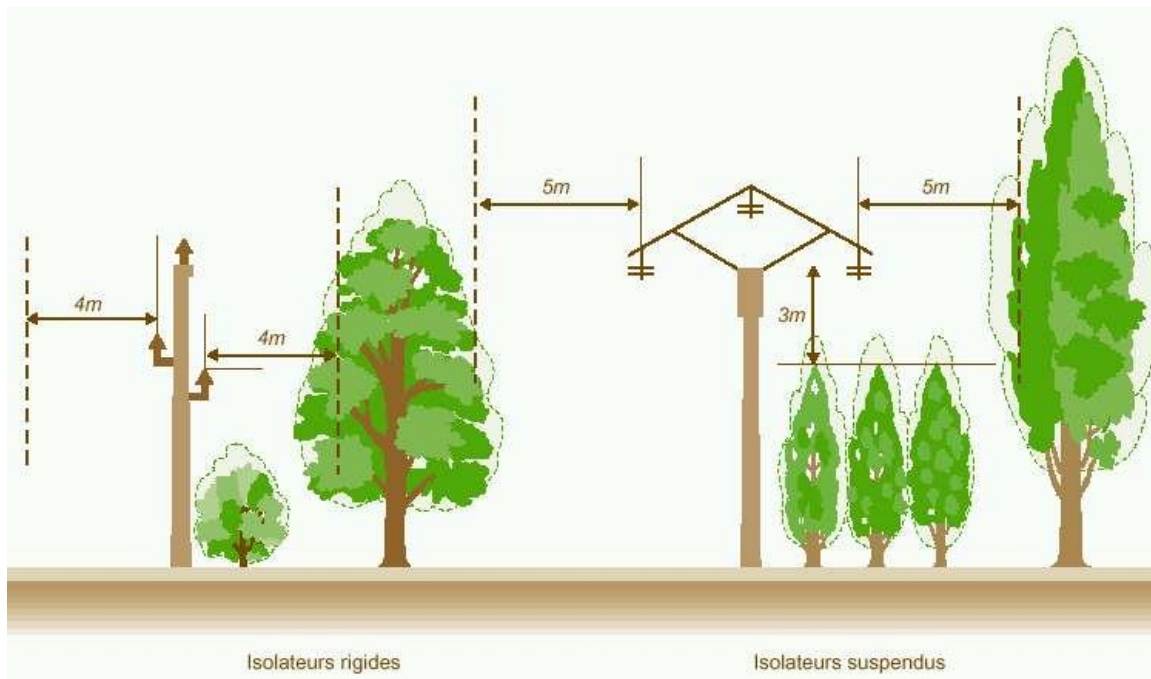 5m
5m
4m
4m
3m
Isolateurs rigides
Isolateurs suspendus